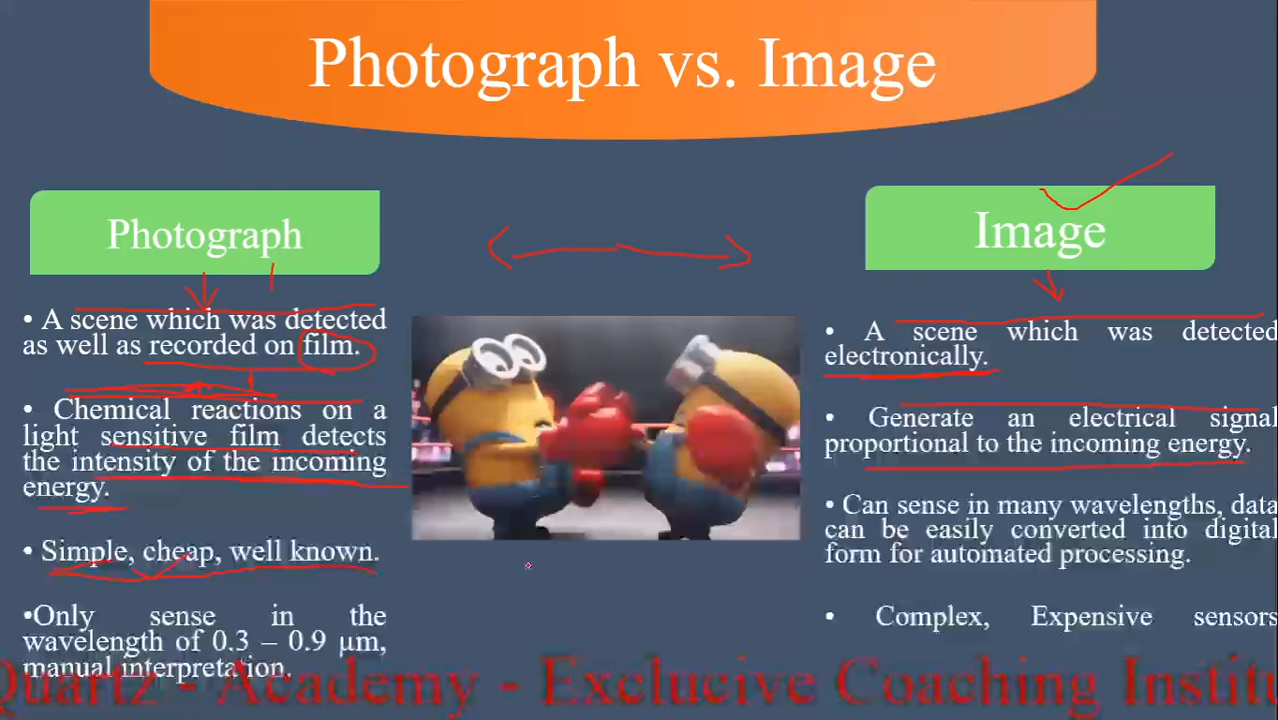 Photograph vs. Image
Photograph
• A scene which was detected
as well as recorded on film.
• Chemical reactions on a
light sensitive film detects
the intensity of the incoming
energy.
• Simple, cheap, well known.
•Only sense in the
wavelength of 0.3 – 0.9 µm,
manual interpretation.
Image
• A scene which was detected
electronically.
• Generate an electrical signal
proportional to the incoming energy.
• Can sense in many wavelengths, data
can be easily converted into digital
form for automated processing.
• Complex, Expensive sensors
Quartz - Academy - Exclucive Coaching Institu